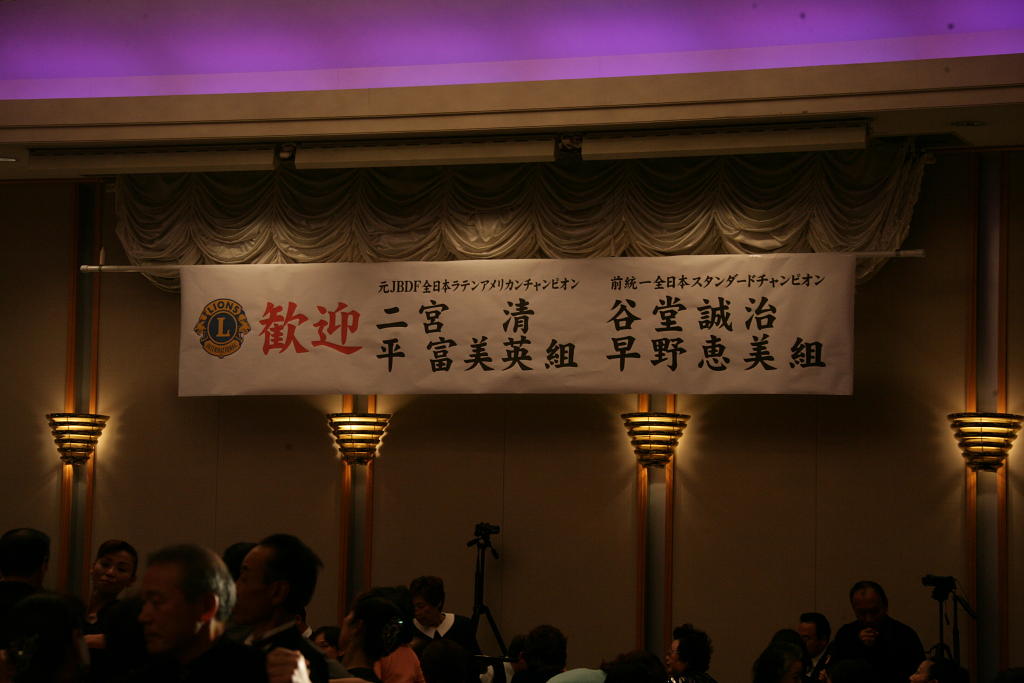 LIONS
L
INTERNATIONAL
歓迎
元JBDF全日本ラテンアメリカンチャンピオン
二宮 清
平 富美英組
前統一全日本スタンダードチャンピオン
谷堂誠治
早野恵美組